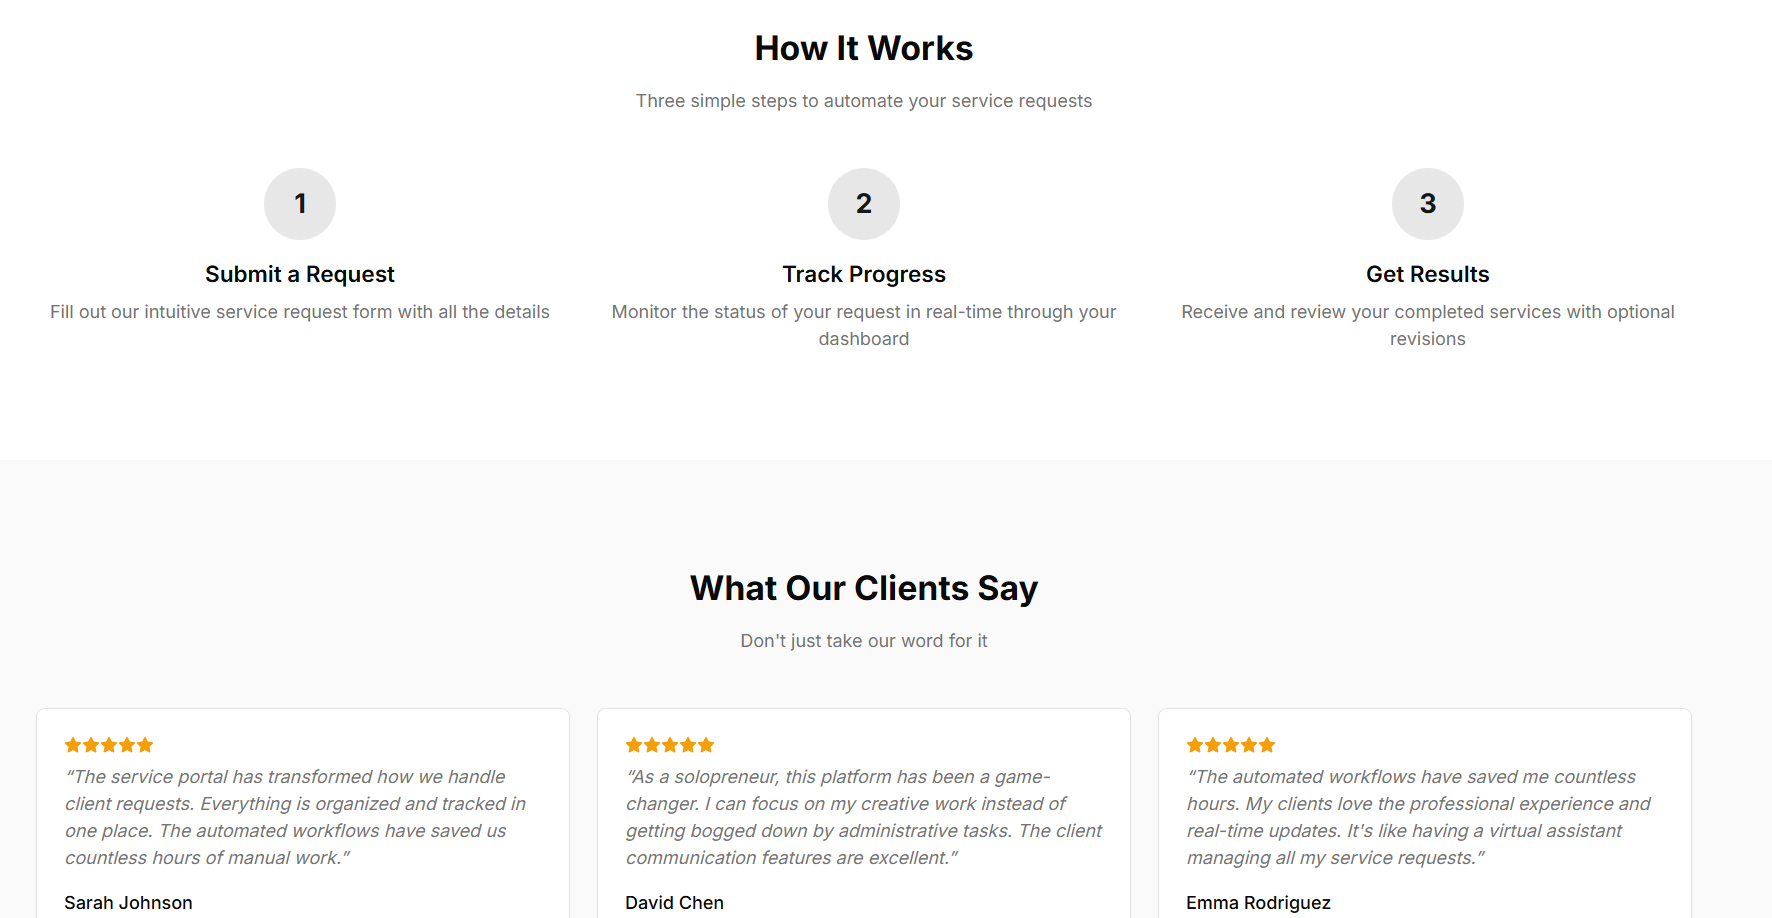 How It Works
Three simple steps to automate your service requests
1
Submit a Request
Fill out our intuitive service request form with all the details
2
Track Progress
Monitor the status of your request in real-time through your
dashboard
3
Get Results
Receive and review your completed services with optional
revisions
What Our Clients Say
Don't just take our word for it
“The service portal has transformed how we handle
client requests. Everything is organized and tracked in
one place. The automated workflows have saved us
countless hours of manual work.”
Sarah Johnson
“As a solopreneur, this platform has been a game-
changer. I can focus on my creative work instead of
getting bogged down by administrative tasks. The client
communication features are excellent.”
David Chen
“The automated workflows have saved me countless
hours. My clients love the professional experience and
real-time updates. It's like having a virtual assistant
managing all my service requests.”
Emma Rodriguez